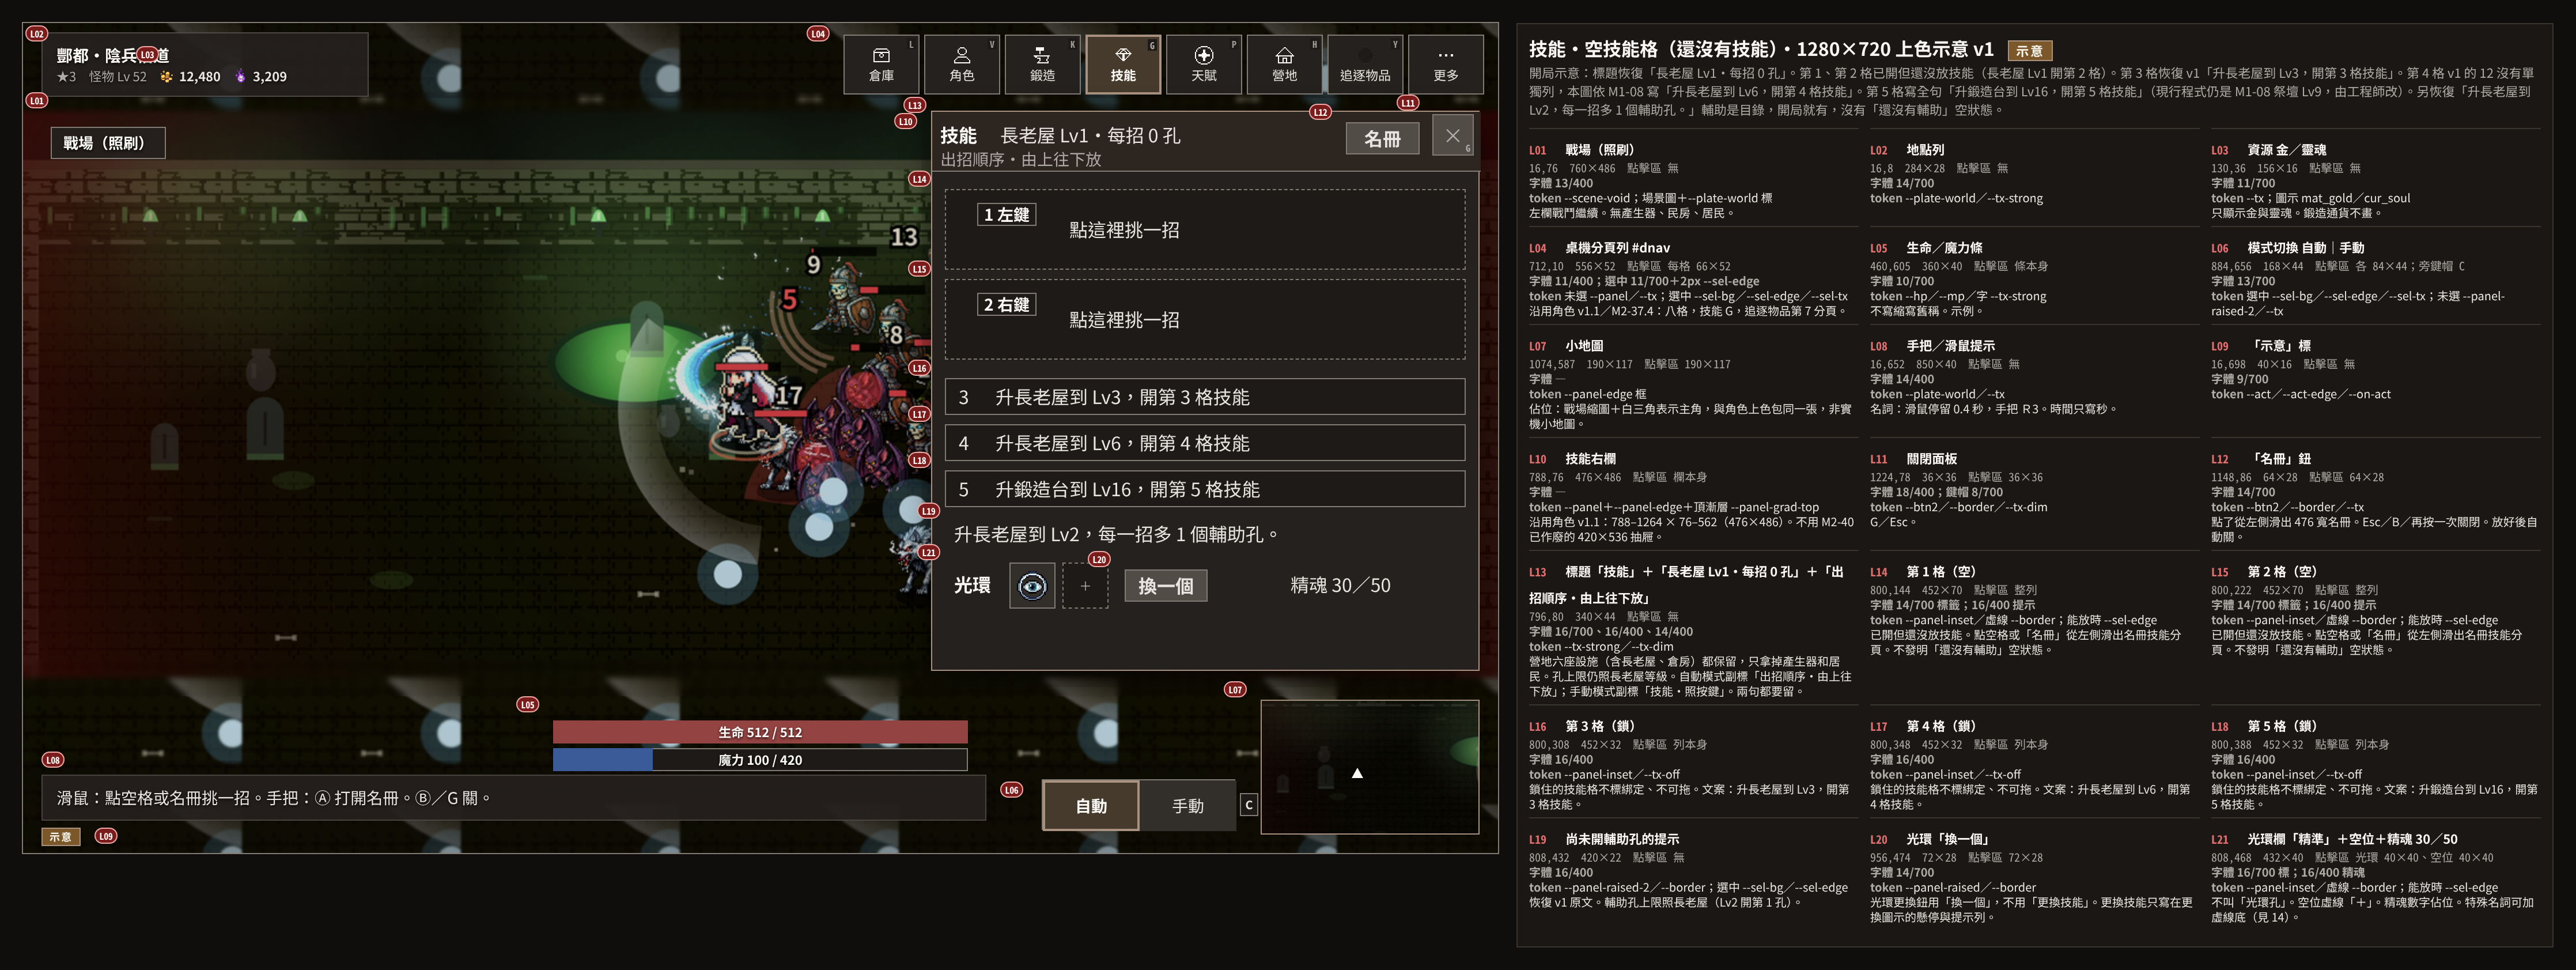 L02
酆都・陰兵
L03
道
★3 怪物 Lv 52 12,480 3,209
L01
戰場（照刷）
L04
L
倉庫
V
角色
K
鍛造
G
技能
P
天賦
H
營地
Y
追逐物品
⋯
更多
L13
L10
L12
L11
技能 長老屋 Lv1・每招 0 孔
出招順序・由上往下放
名冊
×
G
L14
1 左鍵
點這裡挑一招
L15
2 右鍵
點這裡挑一招
L16
3 升長老屋到 Lv3，開第 3 格技能
L17
4 升長老屋到 Lv6，開第 4 格技能
L18
5 升鍛造台到 Lv16，開第 5 格技能
L19
升長老屋到 Lv2，每一招多 1 個輔助孔。
L21
L20
光環 + 換一個 精魂 30／50
13
9
5
8
17
L05
生命 512 / 512
魔力 100 / 420
L07
L08
滑鼠：點空格或名冊挑一招。手把：Ⓐ 打開名冊。Ⓑ／G 關。
L06
自動 手動 C
示意 L09
技能・空技能格（還沒有技能）・1280×720 上色示意 v1 示意
開局示意：標題恢復「長老屋 Lv1・每招 0 孔」。第 1、第 2 格已開但還沒放技能（長老屋 Lv1 開第 2 格）。第 3 格恢復 v1「升長老屋到 Lv3，開第 3 格技能」。第 4 格 v1 的 12 沒有單
獨列，本圖依 M1-08 寫「升長老屋到 Lv6，開第 4 格技能」。第 5 格寫全句「升鍛造台到 Lv16，開第 5 格技能」（現行程式仍是 M1-08 祭壇 Lv9，由工程師改）。另恢復「升長老屋到
Lv2，每一招多 1 個輔助孔。」輔助是目錄，開局就有，沒有「還沒有輔助」空狀態。
L01 戰場（照刷）
16,76 760×486 點擊區 無
字體 13/400
token --scene-void；場景圖＋--plate-world 標
左欄戰鬥繼續。無產生器、民房、居民。
L02 地點列
16,8 284×28 點擊區 無
字體 14/700
token --plate-world／--tx-strong
L03 資源 金／靈魂
130,36 156×16 點擊區 無
字體 11/700
token --tx；圖示 mat_gold／cur_soul
只顯示金與靈魂。鍛造通貨不畫。
L04 桌機分頁列 #dnav
712,10 556×52 點擊區 每格 66×52
字體 11/400；選中 11/700＋2px --sel-edge
token 未選 --panel／--tx；選中 --sel-bg／--sel-edge／--sel-tx
沿用角色 v1.1／M2-37.4：八格，技能 G，追逐物品第 7 分頁。
L05 生命／魔力條
460,605 360×40 點擊區 條本身
字體 10/700
token --hp／--mp／字 --tx-strong
不寫縮寫舊稱。示例。
L06 模式切換 自動｜手動
884,656 168×44 點擊區 各 84×44；旁鍵帽 C
字體 13/700
token 選中 --sel-bg／--sel-edge／--sel-tx；未選 --panel-
raised-2／--tx
L07 小地圖
1074,587 190×117 點擊區 190×117
字體 —
token --panel-edge 框
佔位：戰場縮圖＋白三角表示主角，與角色上色包同一張，非實
機小地圖。
L08 手把／滑鼠提示
16,652 850×40 點擊區 無
字體 14/400
token --plate-world／--tx
名詞：滑鼠停留 0.4 秒，手把 R3。時間只寫秒。
L09 「示意」標
16,698 40×16 點擊區 無
字體 9/700
token --act／--act-edge／--on-act
L10 技能右欄
788,76 476×486 點擊區 欄本身
字體 —
token --panel＋--panel-edge＋頂漸層 --panel-grad-top
沿用角色 v1.1：788–1264 × 76–562（476×486）。不用 M2-40
已作廢的 420×536 抽屜。
L11 關閉面板
1224,78 36×36 點擊區 36×36
字體 18/400；鍵帽 8/700
token --btn2／--border／--tx-dim
G／Esc。
L12 「名冊」鈕
1148,86 64×28 點擊區 64×28
字體 14/700
token --btn2／--border／--tx
點了從左側滑出 476 寬名冊。Esc／B／再按一次關閉。放好後自
動關。
L13 標題「技能」＋「長老屋 Lv1・每招 0 孔」＋「出
招順序・由上往下放」
796,80 340×44 點擊區 無
字體 16/700、16/400、14/400
token --tx-strong／--tx-dim
營地六座設施（含長老屋、倉房）都保留，只拿掉產生器和居
民。孔上限仍照長老屋等級。自動模式副標「出招順序・由上往
下放」；手動模式副標「技能・照按鍵」。兩句都要留。
L14 第 1 格（空）
800,144 452×70 點擊區 整列
字體 14/700 標籤；16/400 提示
token --panel-inset／虛線 --border；能放時 --sel-edge
已開但還沒放技能。點空格或「名冊」從左側滑出名冊技能分
頁。不發明「還沒有輔助」空狀態。
L15 第 2 格（空）
800,222 452×70 點擊區 整列
字體 14/700 標籤；16/400 提示
token --panel-inset／虛線 --border；能放時 --sel-edge
已開但還沒放技能。點空格或「名冊」從左側滑出名冊技能分
頁。不發明「還沒有輔助」空狀態。
L16 第 3 格（鎖）
800,308 452×32 點擊區 列本身
字體 16/400
token --panel-inset／--tx-off
鎖住的技能格不標綁定、不可拖。文案：升長老屋到 Lv3，開第
3 格技能。
L17 第 4 格（鎖）
800,348 452×32 點擊區 列本身
字體 16/400
token --panel-inset／--tx-off
鎖住的技能格不標綁定、不可拖。文案：升長老屋到 Lv6，開第
4 格技能。
L18 第 5 格（鎖）
800,388 452×32 點擊區 列本身
字體 16/400
token --panel-inset／--tx-off
鎖住的技能格不標綁定、不可拖。文案：升鍛造台到 Lv16，開第
5 格技能。
L19 尚未開輔助孔的提示
808,432 420×22 點擊區 無
字體 16/400
token --panel-raised-2／--border；選中 --sel-bg／--sel-edge
恢復 v1 原文。輔助孔上限照長老屋（Lv2 開第 1 孔）。
L20 光環「換一個」
956,474 72×28 點擊區 72×28
字體 14/700
token --panel-raised／--border
光環更換鈕用「換一個」，不用「更換技能」。更換技能只寫在更
換圖示的懸停與提示列。
L21 光環欄「精準」＋空位＋精魂 30／50
808,468 432×40 點擊區 光環 40×40、空位 40×40
字體 16/700 標；16/400 精魂
token --panel-inset／虛線 --border；能放時 --sel-edge
不叫「光環孔」。空位虛線「＋」。精魂數字佔位。特殊名詞可加
虛線底（見 14）。